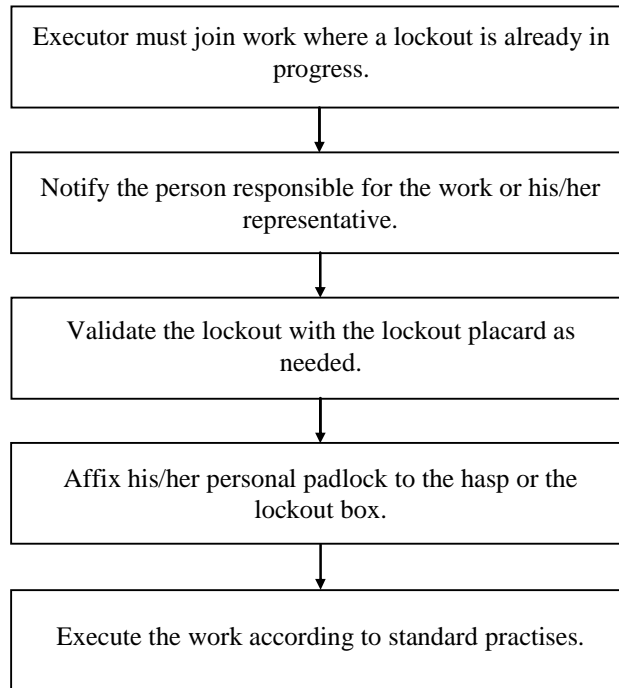 Executor must join work where a lockout is already in
progress.
Notify the person responsible for the work or his/her
representative.
Validate the lockout with the lockout placard as
needed.
Affix his/her personal padlock to the hasp or the
lockout box.
Execute the work according to standard practises.